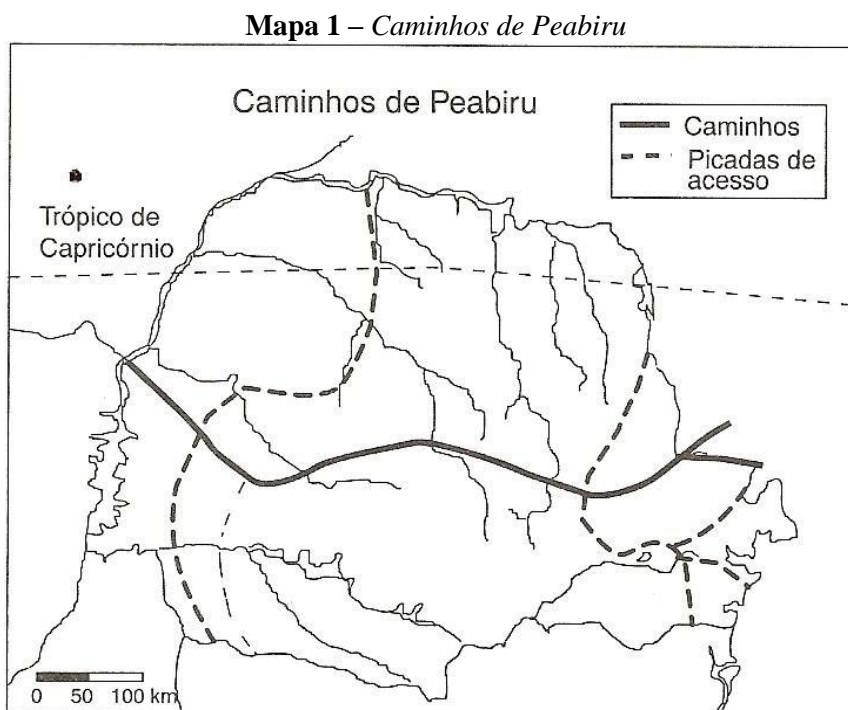 Mapa 1 – Caminhos de Peabiru
Caminhos de Peabiru
Caminhos
Picadas de
acesso
Trópico de
Capricórnio
0 50 100 km